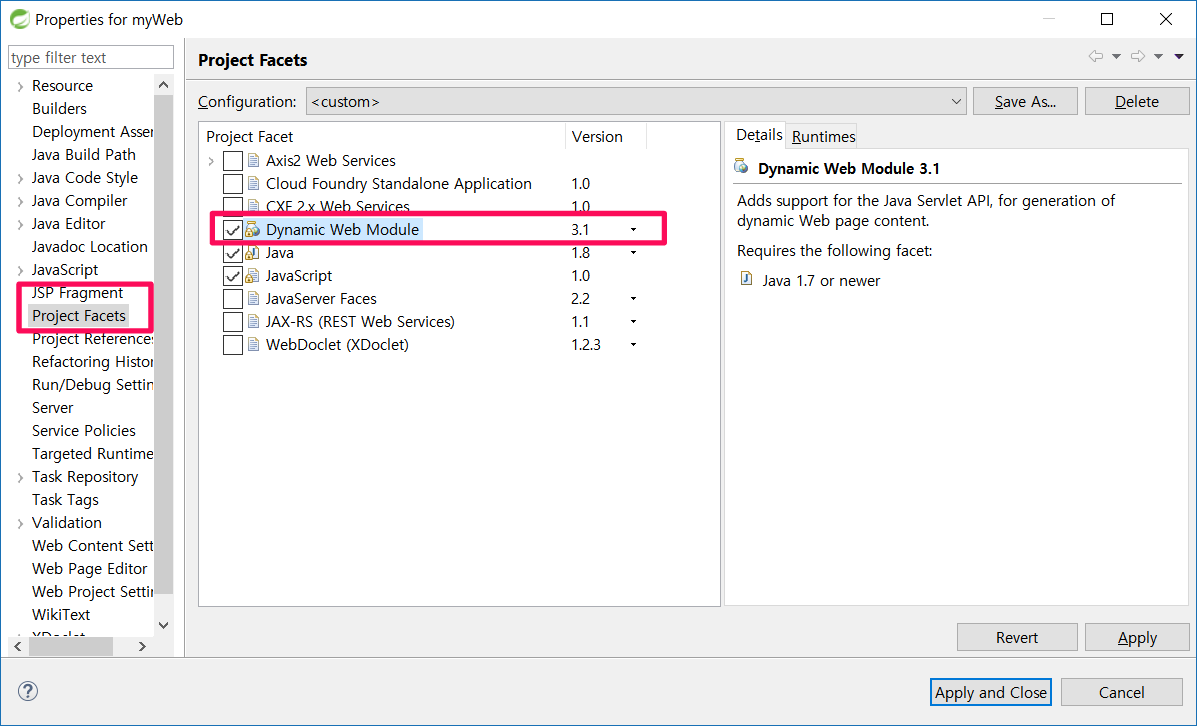 Properties for myWeb
type filter text
Resource
Builders
Deployment Asser
Java Build Path
Java Code Style
Java Compiler
Java Editor
Javadoc Location
JavaScript
JSP Fragment
Project Facets
Project References
Refactoring Histor
Run/Debug Settin
Server
Service Policies
Targeted Runtime
Task Repository
Task Tags
Validation
Web Content Sett
Web Page Editor
Web Project Settin
WikiText
XDoclet
Project Facets
Configuration: <custom> Save As... Delete
Project Facet Version
Axis2 Web Services
Cloud Foundry Standalone Application 1.0
CXF 2.x Web Services 1.0
Dynamic Web Module 3.1
Java 1.8
JavaScript 1.0
JavaServer Faces 2.2
JAX-RS (REST Web Services) 1.1
WebDoclet (XDoclet) 1.2.3
Details Runtimes
Dynamic Web Module 3.1
Adds support for the Java Servlet API, for generation of
dynamic Web page content.
Requires the following facet:
Java 1.7 or newer
Revert Apply
Apply and Close Cancel